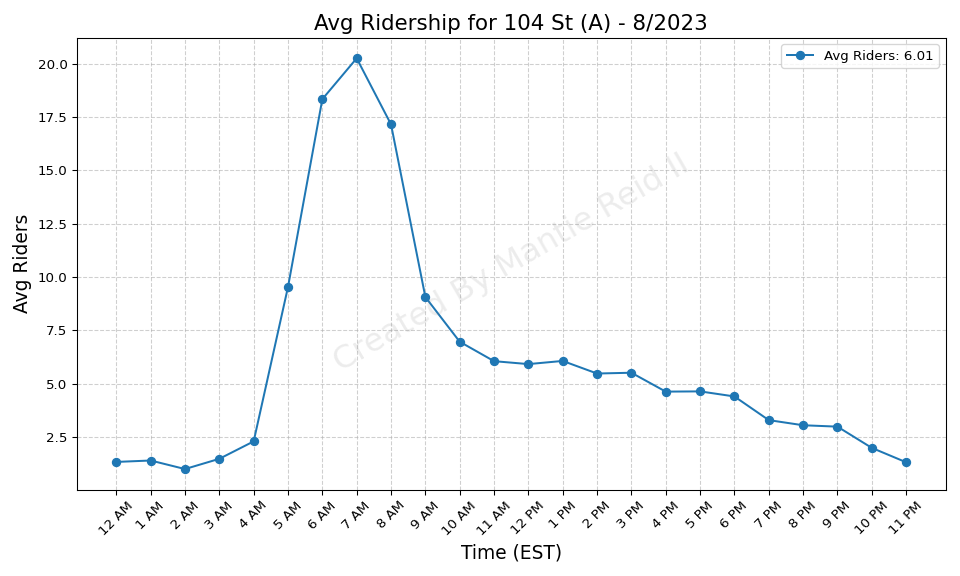 Avg Ridership for 104 St (A) - 8/2023
Avg Riders: 6.01
20.0
17.5
15.0
12.5
10.0
7.5
5.0
2.5
Avg Riders
Created By Mantie Reid II
12 AM
1 AM
2 AM
3 AM
4 AM
5 AM
6 AM
7 AM
8 AM
9 AM
10 AM
11 AM
12 PM
1 PM
2 PM
3 PM
4 PM
5 PM
6 PM
7 PM
8 PM
9 PM
10 PM
11 PM
Time (EST)